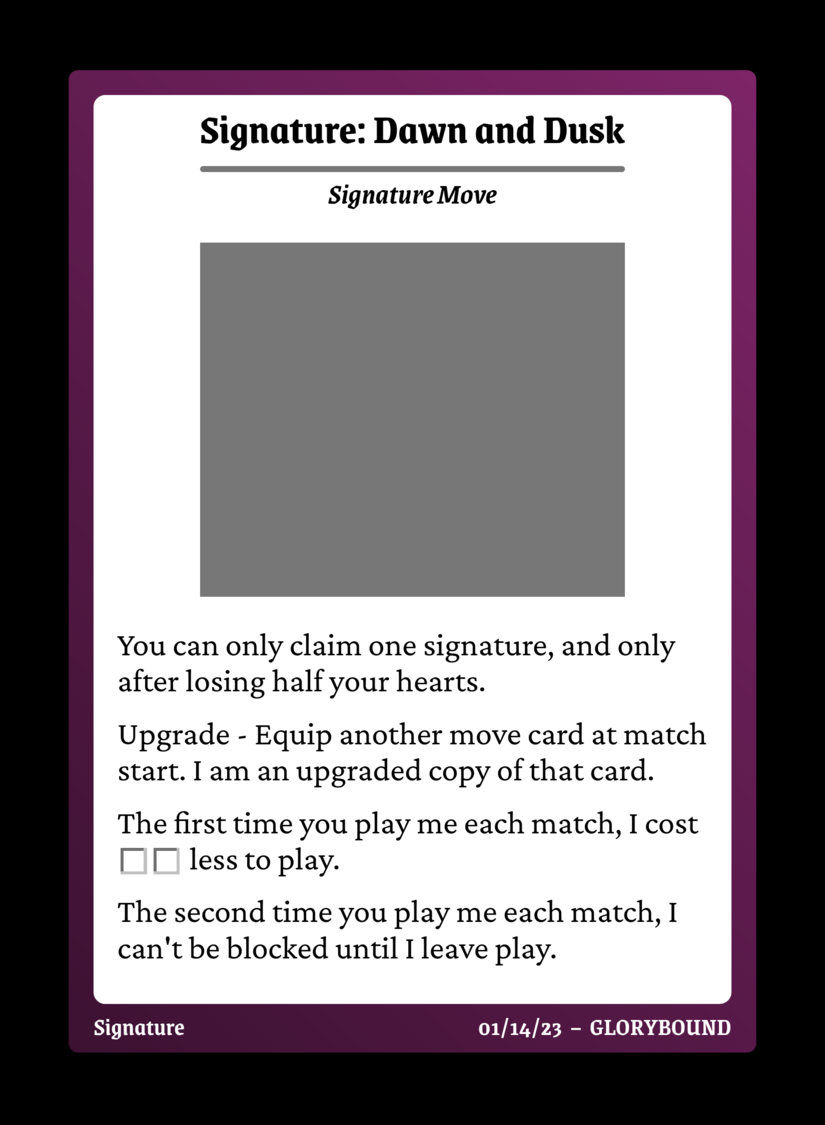 Signature: Dawn and Dusk
Signature Move
You can only claim one signature, and only
after losing half your hearts.
Upgrade - Equip another move card at match
start. I am an upgraded copy of that card.
The first time you play me each match, I cost
□□ less to play.
The second time you play me each match, I
can't be blocked until I leave play.
Signature
01/14/23 – GLORYBOUND